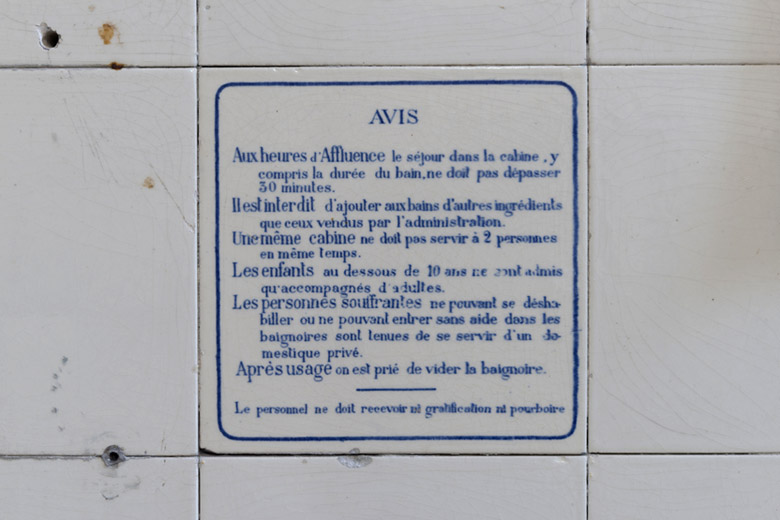 AVIS
Aux heures d'Affluence le séjour dans la cabine, y
compris la durée du bain, ne doit pas dépasser
30 minutes.
Il est interdit d'ajouter aux bains d'autres ingrédients
que ceux vendus par l'administration.
Une même cabine ne doit pas servir à 2 personnes
en même temps.
Les enfants au dessous de 10 ans ne sont admis
qu'accompagnés d'adultes.
Les personnes souffrantes ne pouvant se désha-
biller ou ne pouvant entrer sans aide dans les
baignoires sont tenues de se servir d'un do-
mestique privé.
Après usage on est prié de vider la baignoire.
Le personnel ne doit recevoir ni gratification ni pourboire